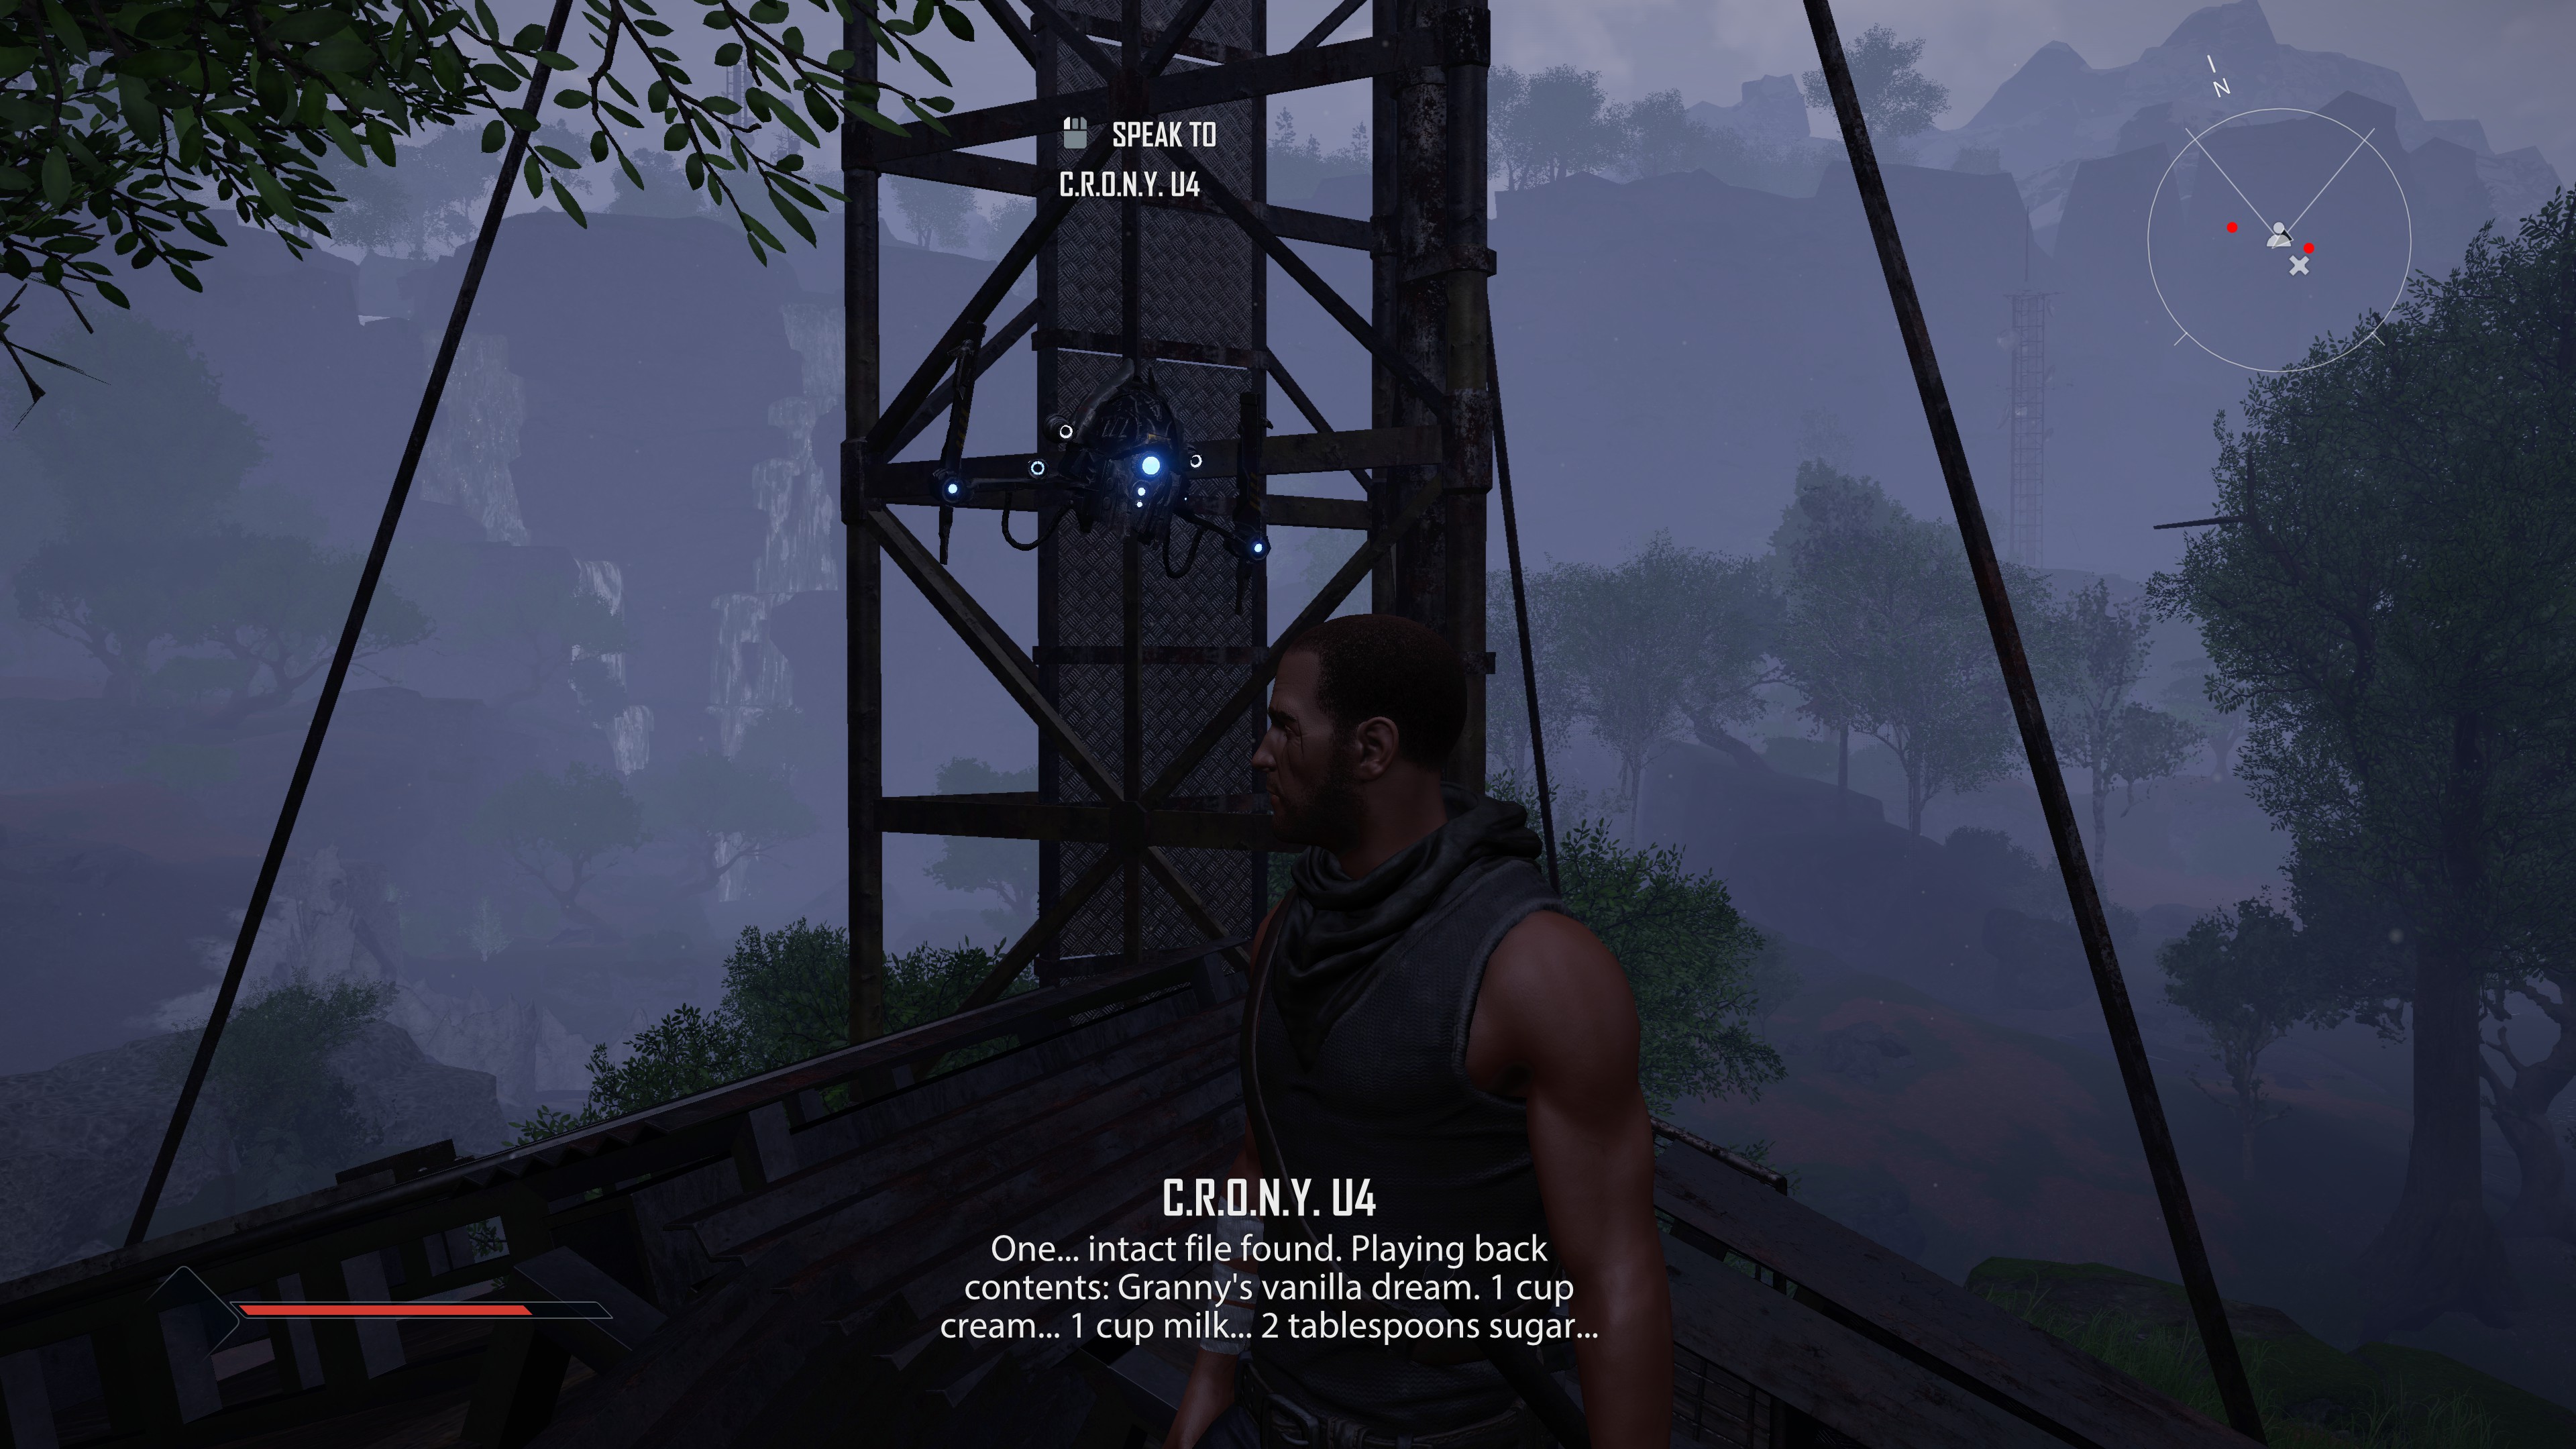 N
SPEAK TO
C.R.O.N.Y. U4
C.R.O.N.Y. U4
One... intact file found. Playing back
contents: Granny's vanilla dream. 1 cup
cream... 1 cup milk... 2 tablespoons sugar...